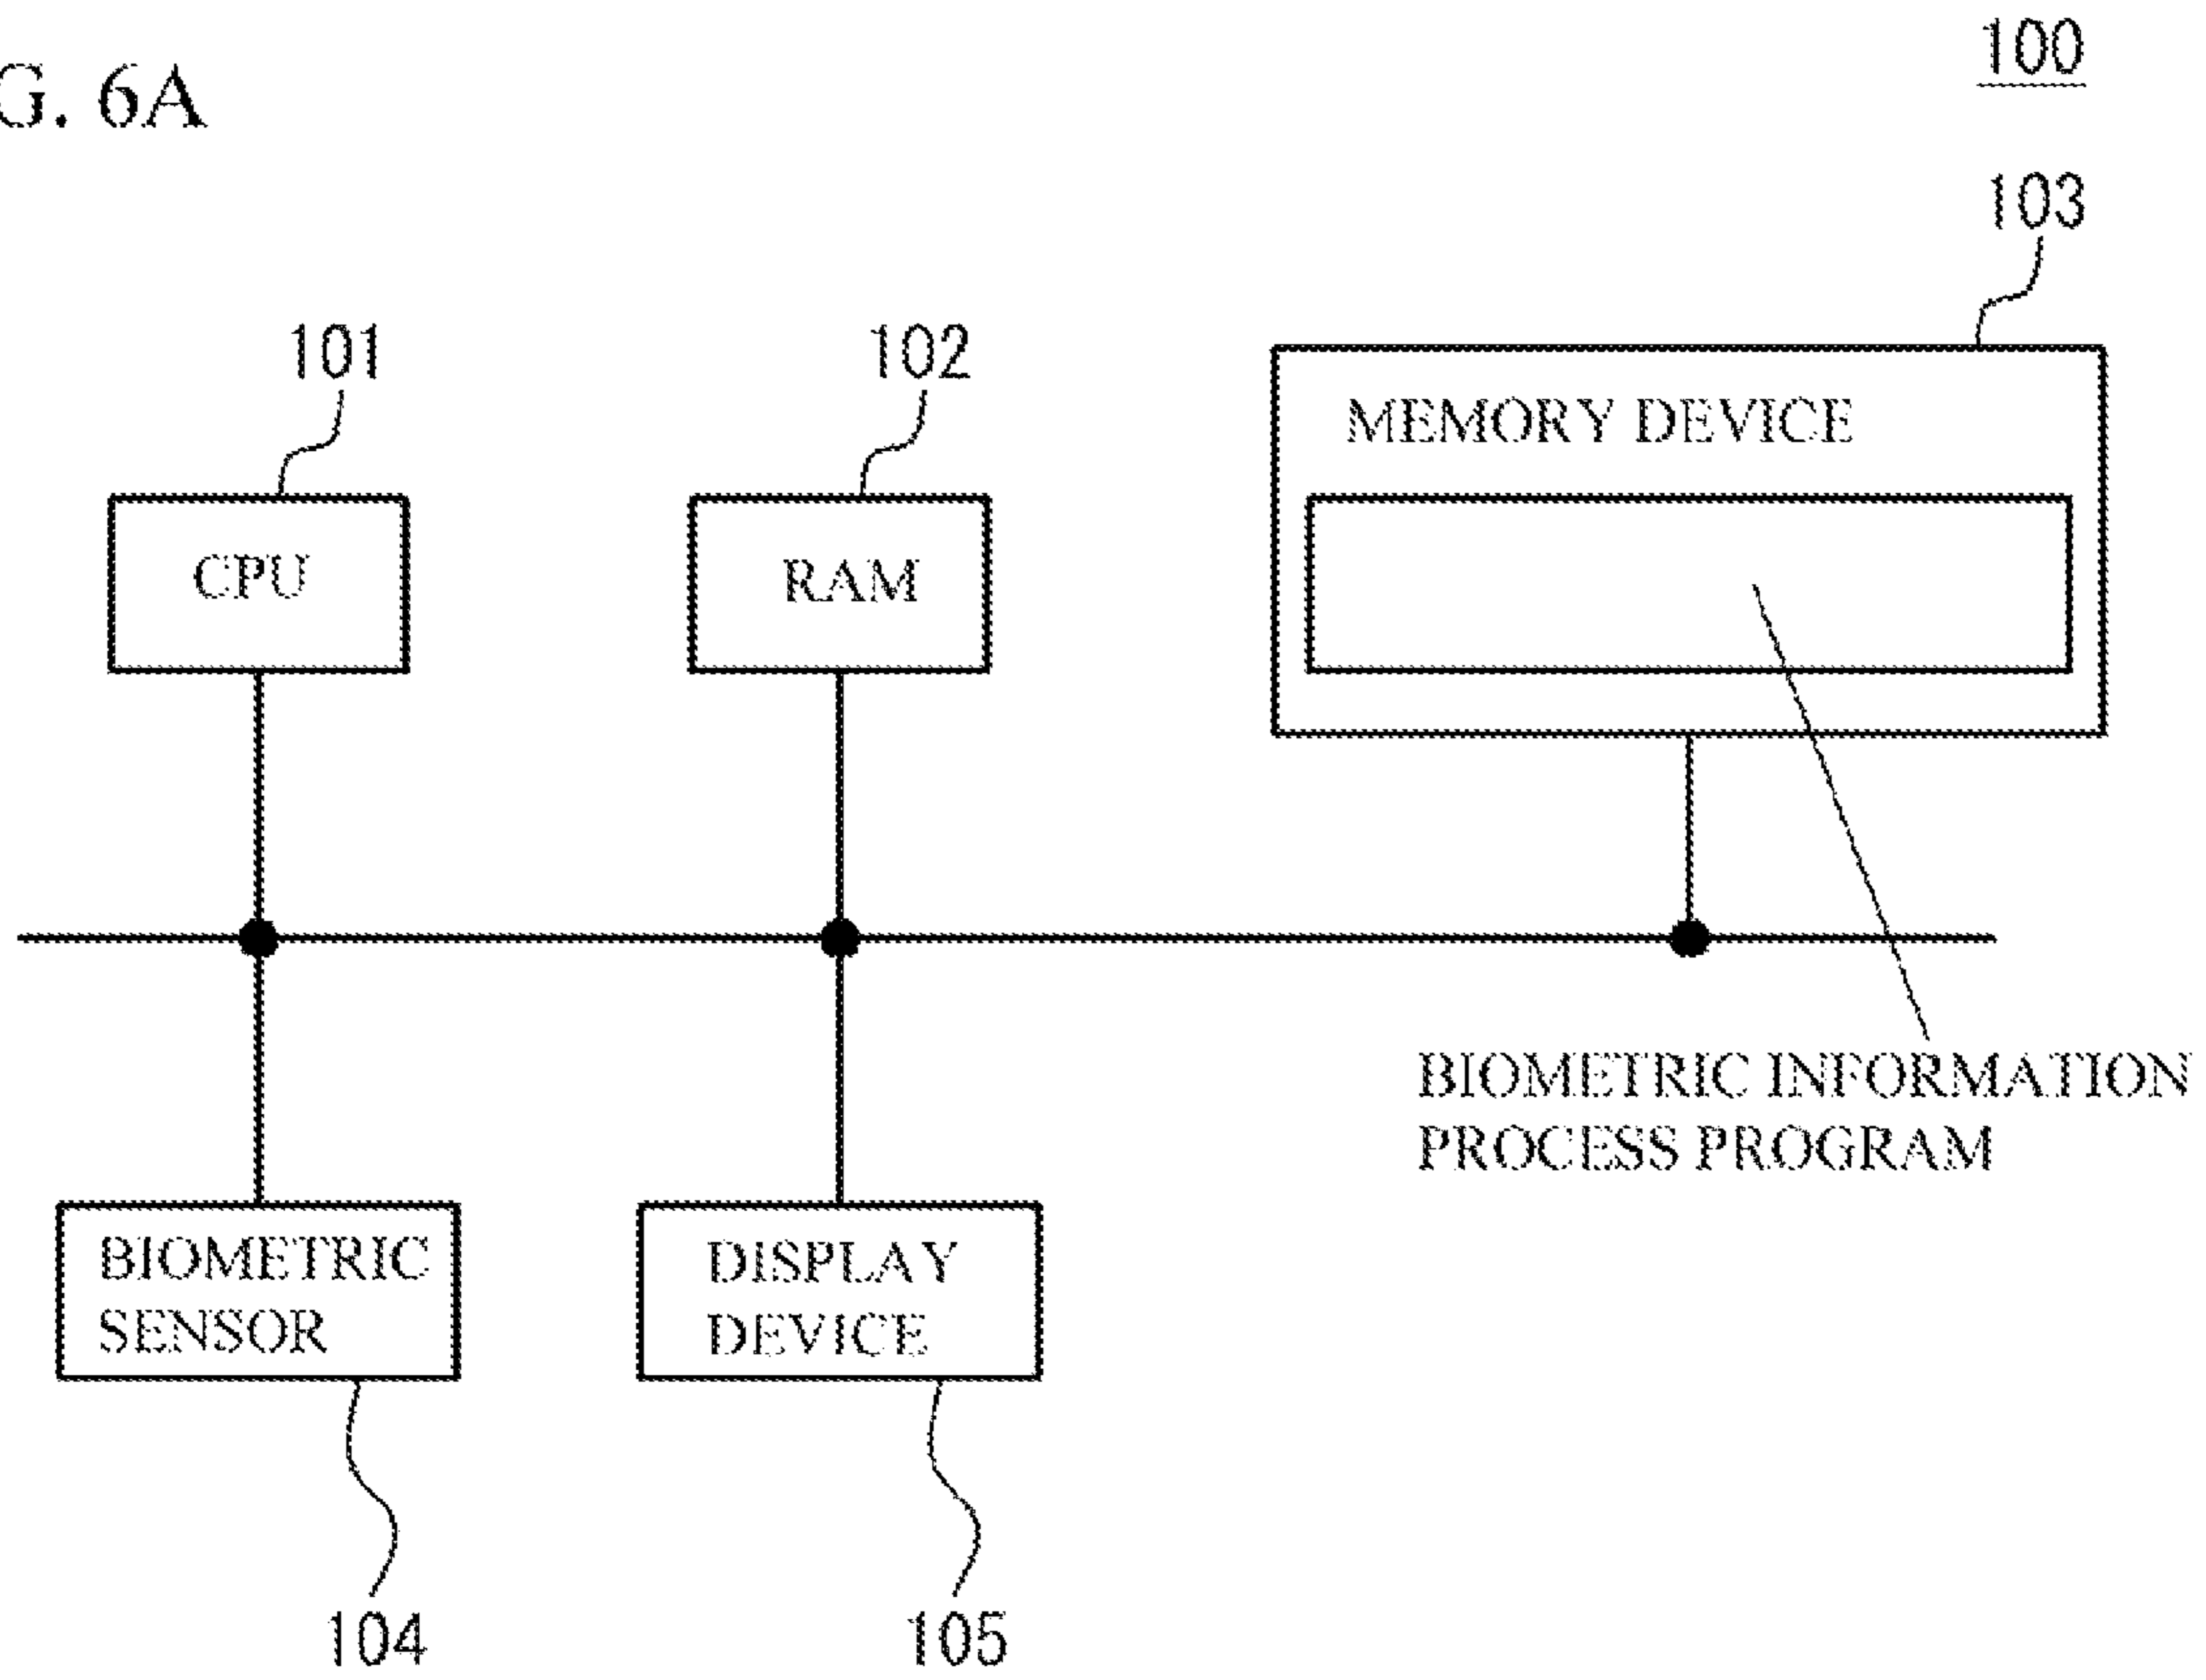 G. 6A
100
103
101
102
MEMORY DEVICE
CPU
RAM
BIOMETRIC INFORMATION
PROCESS PROGRAM
BIOMETRIC
SENSOR
DISPLAY
DEVICE
104
105